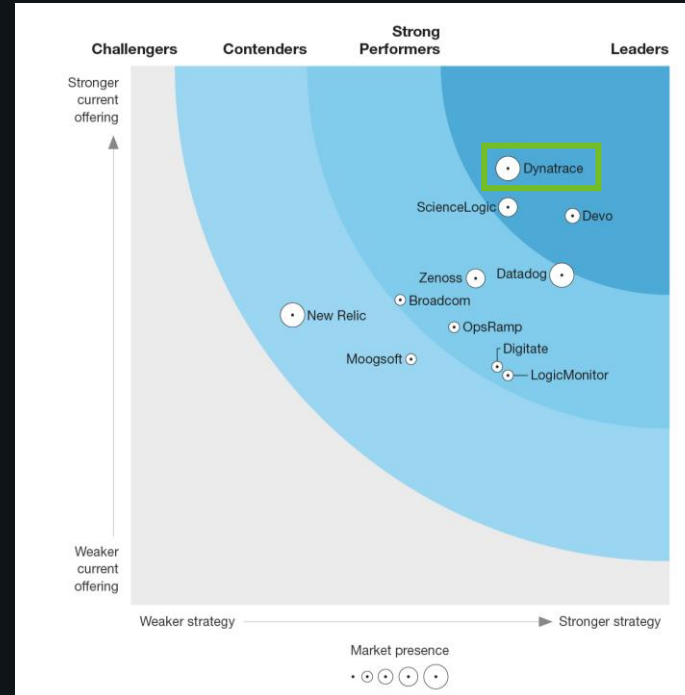 Challengers
Contenders
Strong
Performers
Leaders
Stronger
current
offering
Dynatrace
ScienceLogic
Devo
Zenoss
Datadog
Broadcom
New Relic
OpsRamp
Digitate
Moogsoft
LogicMonitor
Weaker
current
offering
Weaker strategy
Stronger strategy
Market presence